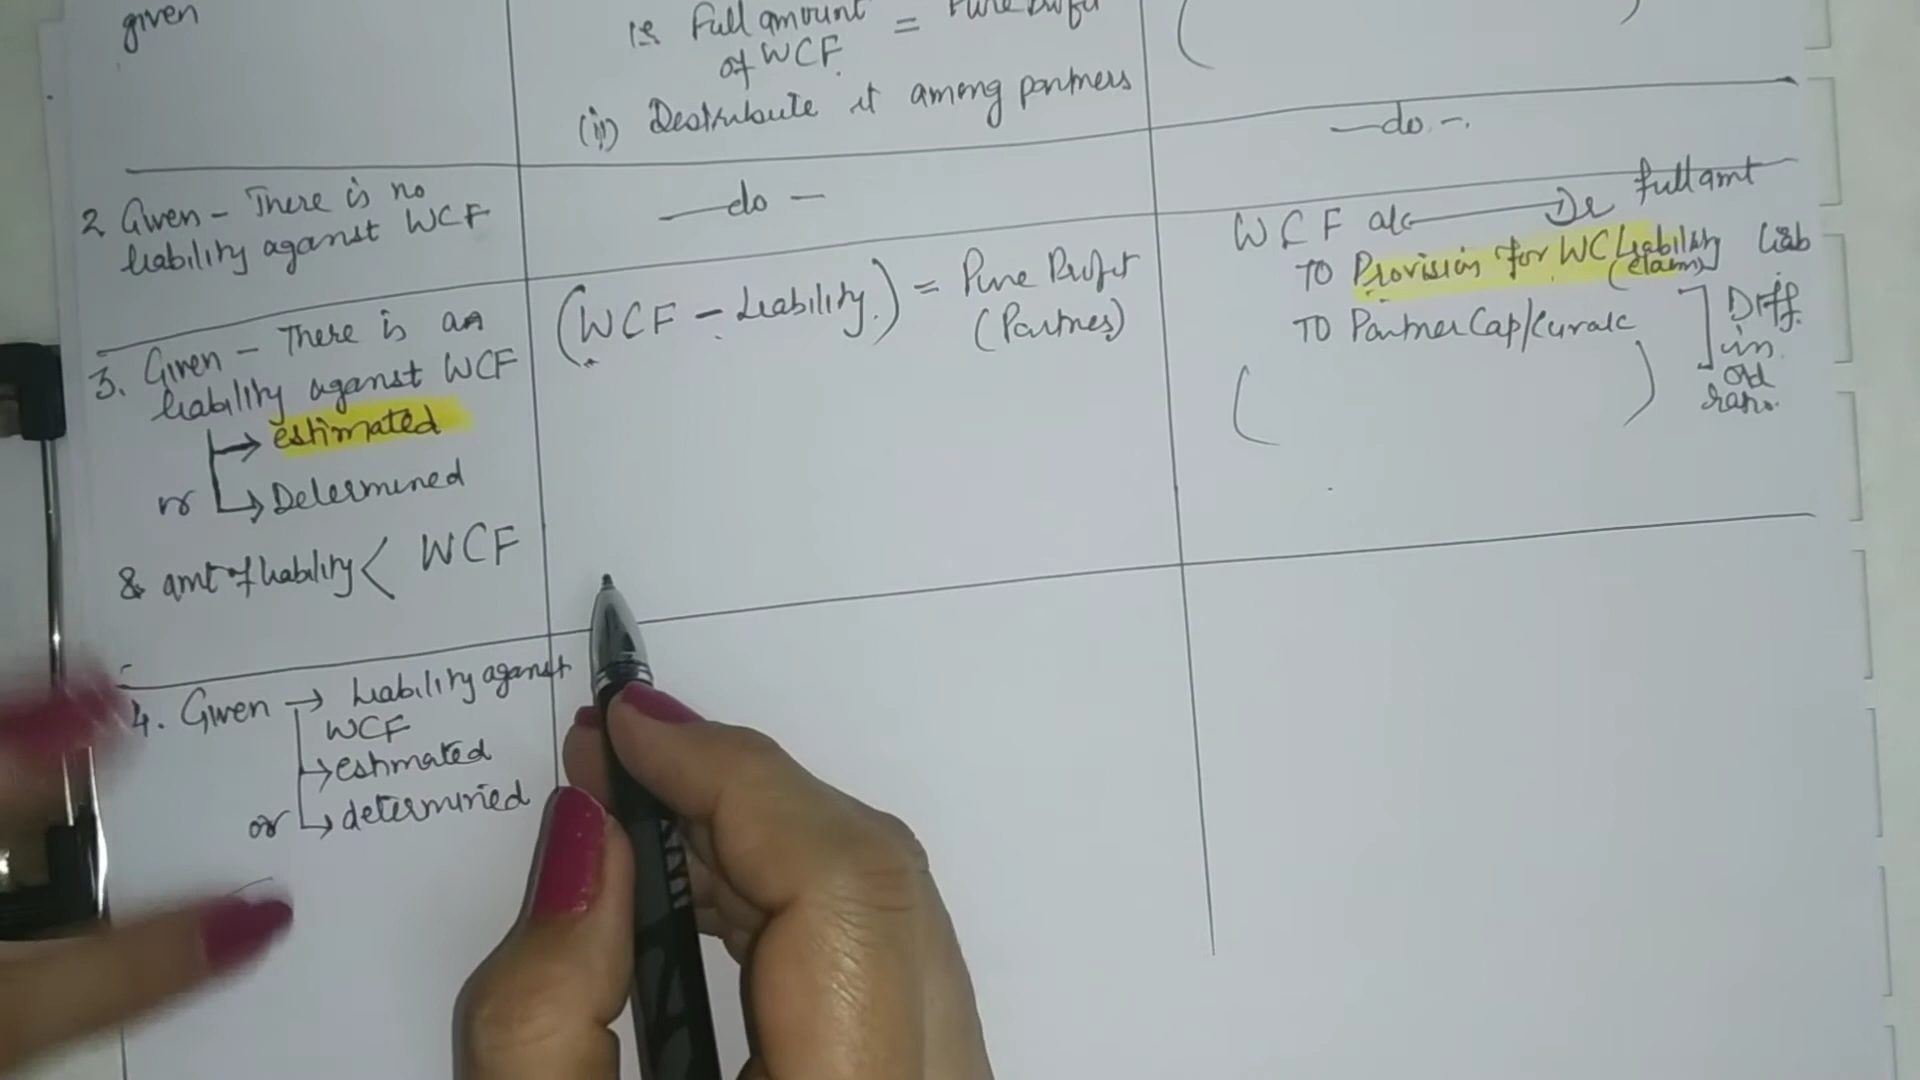 given
is Full amount = Pure Profit
of WCF
(ii) Destribute it among partners
2 Given - There is no
liability against WCF
—do—
—do.—.
3. Given - There is an
liability against WCF
→ estimated
or → Determined
& amt of liability < WCF
(WCF - Liability) = Pure Profit
(Partnes)
WCF a/c — Dr full amt
TO Provision for WC Liability Liab
(claim)
TO Partner Cap/Cur a/c
] Diff.
in
old
ratio.
4. Given → Liability against
WCF
→ estimated
or → determined